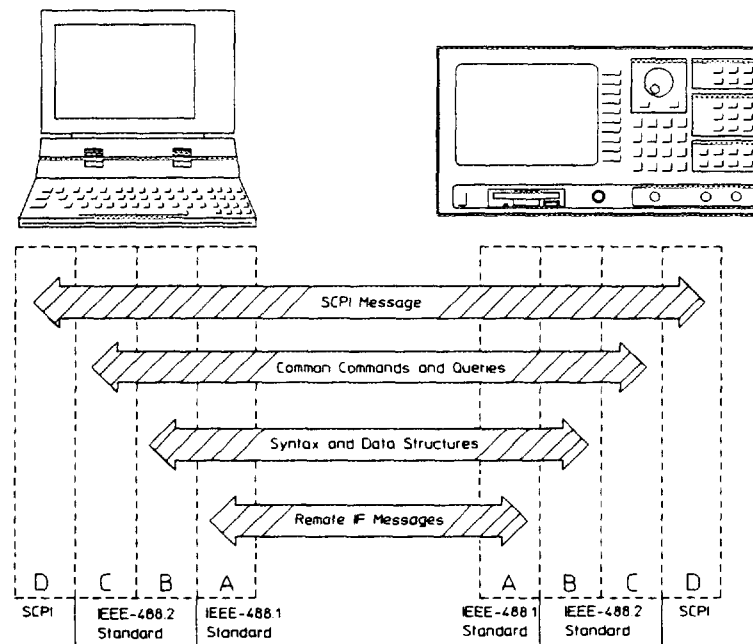 SCPI Message
Common Commands and Queries
Syntax and Data Structures
Remote IF Messages
D C B A A B C D
SCPI IEEE-488.2 IEEE-488.1 IEEE-488.1 IEEE-488.2 SCPI
Standard Standard Standard Standard